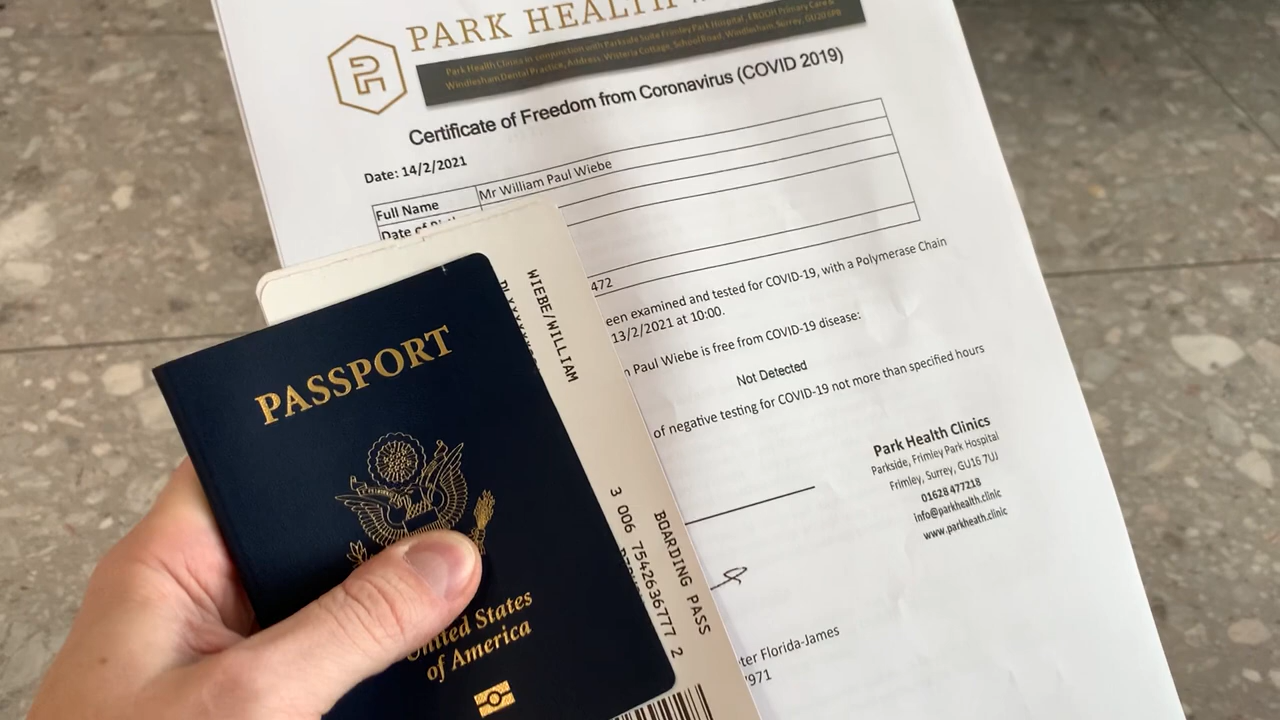 PARK HEALTH
Park Health Clinics in conjunction with Parkside Suite Frimley Park Hospital, EROOH Primary Care &
Windlesham Dental Practice, Address: Wisteria Cottage, School Road, Windlesham, Surrey, GU20 6PB
Certificate of Freedom from Coronavirus (COVID 2019)
Date: 14/2/2021
Full Name Mr William Paul Wiebe
Date of
472
een examined and tested for COVID-19, with a Polymerase Chain
13/2/2021 at 10:00.
Paul Wiebe is free from COVID-19 disease:
Not Detected
of negative testing for COVID-19 not more than specified hours
Park Health Clinics
Parkside, Frimley Park Hospital
Frimley, Surrey, GU16 7UJ
01628 477218
info@parkhealth.clinic
www.parkheath.clinic
ter Florida-James
971
WIEBE/WILLIAM
3 006 7542636777 2
BOARDING PASS
PASSPORT
United States
of America